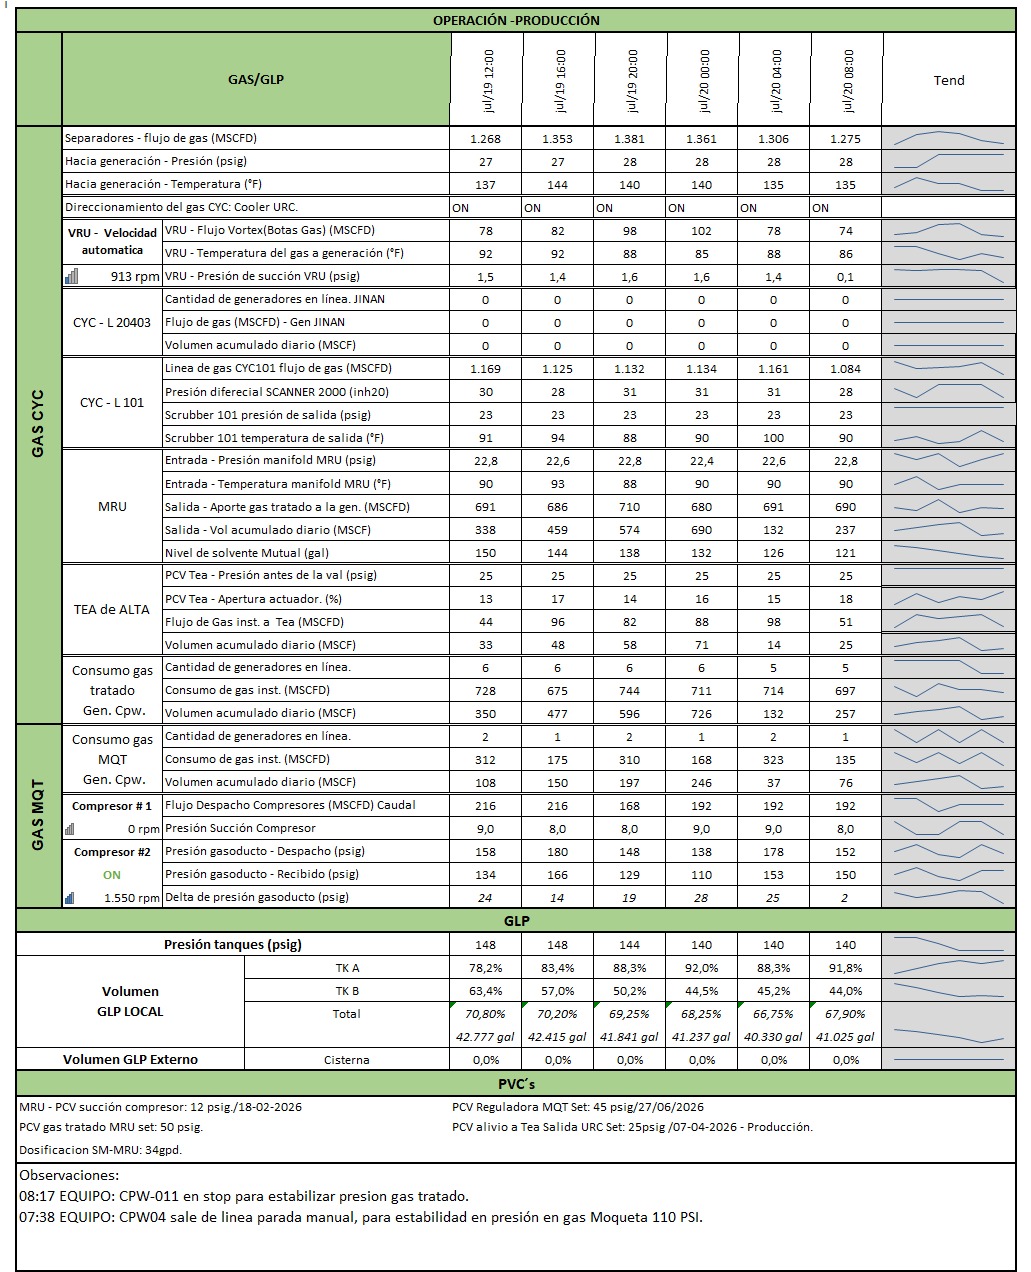 OPERACIÓN -PRODUCCIÓN
GAS/GLP jul/19 12:00 jul/19 16:00 jul/19 20:00 jul/20 00:00 jul/20 04:00 jul/20 08:00 Tend
GAS CYC
Separadores - flujo de gas (MSCFD) 1.268 1.353 1.381 1.361 1.306 1.275
Hacia generación - Presión (psig) 27 27 28 28 28 28
Hacia generación - Temperatura (°F) 137 144 140 140 135 135
Direccionamiento del gas CYC: Cooler URC. ON ON ON ON ON ON
VRU - Velocidad automatica
913 rpm
VRU - Flujo Vortex(Botas Gas) (MSCFD) 78 82 98 102 78 74
VRU - Temperatura del gas a generación (°F) 92 92 88 85 88 86
VRU - Presión de succión VRU (psig) 1,5 1,4 1,6 1,6 1,4 0,1
CYC - L 20403
Cantidad de generadores en línea. JINAN 0 0 0 0 0 0
Flujo de gas (MSCFD) - Gen JINAN 0 0 0 0 0 0
Volumen acumulado diario (MSCF) 0 0 0 0 0 0
CYC - L 101
Linea de gas CYC101 flujo de gas (MSCFD) 1.169 1.125 1.132 1.134 1.161 1.084
Presión diferecial SCANNER 2000 (inh20) 30 28 31 31 31 28
Scrubber 101 presión de salida (psig) 23 23 23 23 23 23
Scrubber 101 temperatura de salida (°F) 91 94 88 90 100 90
MRU
Entrada - Presión manifold MRU (psig) 22,8 22,6 22,8 22,4 22,6 22,8
Entrada - Temperatura manifold MRU (°F) 90 93 88 90 90 90
Salida - Aporte gas tratado a la gen. (MSCFD) 691 686 710 680 691 690
Salida - Vol acumulado diario (MSCF) 338 459 574 690 132 237
Nivel de solvente Mutual (gal) 150 144 138 132 126 121
TEA de ALTA
PCV Tea - Presión antes de la val (psig) 25 25 25 25 25 25
PCV Tea - Apertura actuador. (%) 13 17 14 16 15 18
Flujo de Gas inst. a Tea (MSCFD) 44 96 82 88 98 51
Volumen acumulado diario (MSCF) 33 48 58 71 14 25
Consumo gas tratado Gen. Cpw.
Cantidad de generadores en línea. 6 6 6 6 5 5
Consumo de gas inst. (MSCFD) 728 675 744 711 714 697
Volumen acumulado diario (MSCF) 350 477 596 726 132 257
GAS MQT
Consumo gas MQT Gen. Cpw.
Cantidad de generadores en línea. 2 1 2 1 2 1
Consumo de gas inst. (MSCFD) 312 175 310 168 323 135
Volumen acumulado diario (MSCF) 108 150 197 246 37 76
Compresor # 1
0 rpm
Flujo Despacho Compresores (MSCFD) Caudal 216 216 168 192 192 192
Presión Succión Compresor 9,0 8,0 8,0 9,0 9,0 8,0
Compresor #2
ON
1.550 rpm
Presión gasoducto - Despacho (psig) 158 180 148 138 178 152
Presión gasoducto - Recibido (psig) 134 166 129 110 153 150
Delta de presión gasoducto (psig) 24 14 19 28 25 2
GLP
Presión tanques (psig) 148 148 144 140 140 140
Volumen
GLP LOCAL
TK A 78,2% 83,4% 88,3% 92,0% 88,3% 91,8%
TK B 63,4% 57,0% 50,2% 44,5% 45,2% 44,0%
Total 70,80% 70,20% 69,25% 68,25% 66,75% 67,90%
42.777 gal 42.415 gal 41.841 gal 41.237 gal 40.330 gal 41.025 gal
Volumen GLP Externo Cisterna 0,0% 0,0% 0,0% 0,0% 0,0% 0,0%
PVC´s
MRU - PCV succión compresor: 12 psig./18-02-2026 PCV Reguladora MQT Set: 45 psig/27/06/2026
PCV gas tratado MRU set: 50 psig. PCV alivio a Tea Salida URC Set: 25psig /07-04-2026 - Producción.
Dosificacion SM-MRU: 34gpd.
Observaciones:
08:17 EQUIPO: CPW-011 en stop para estabilizar presion gas tratado.
07:38 EQUIPO: CPW04 sale de linea parada manual, para estabilidad en presión en gas Moqueta 110 PSI.